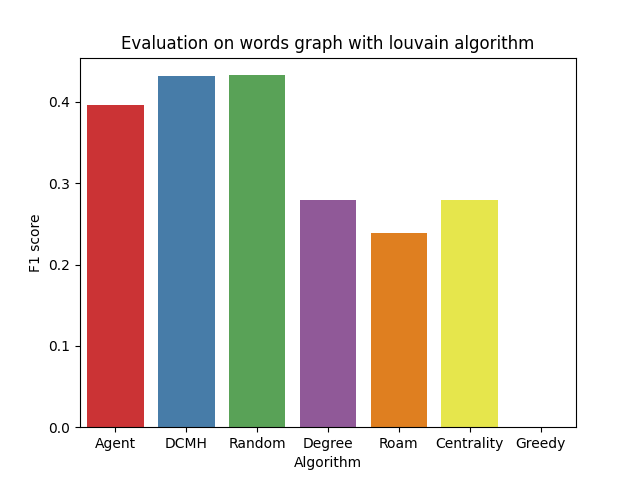 Evaluation on words graph with louvain algorithm
F1 score
0.4
0.3
0.2
0.1
0.0
Agent DCMH Random Degree Roam Centrality Greedy
Algorithm